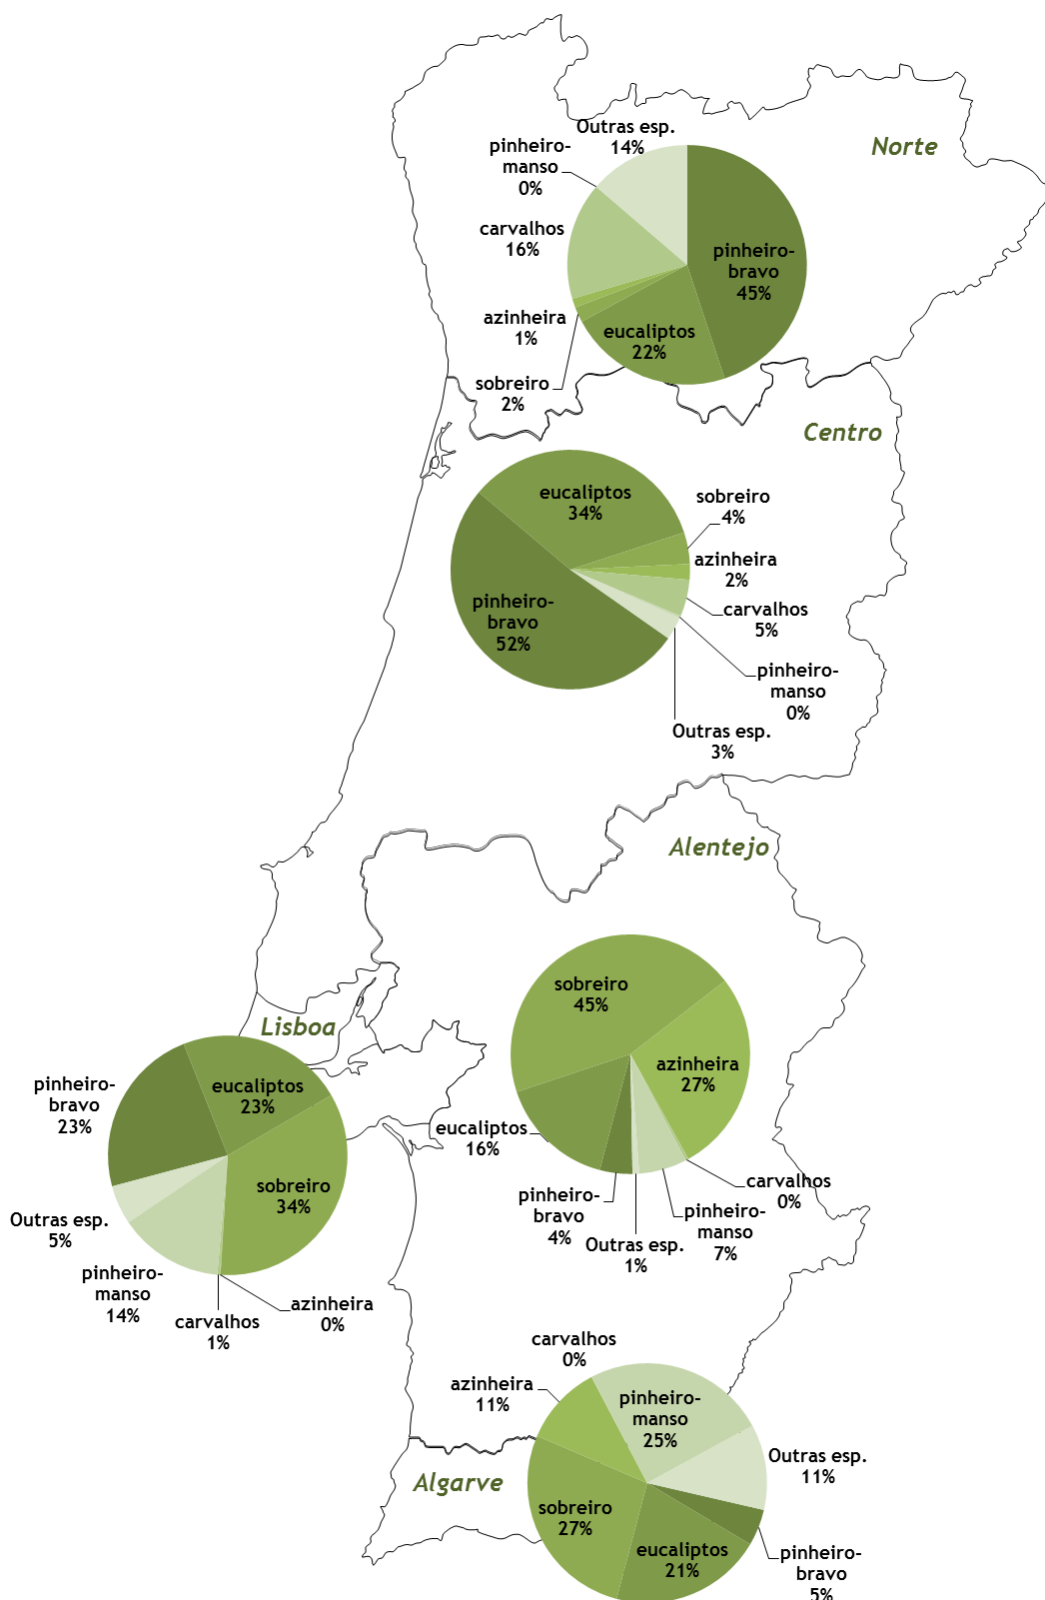 Outras esp.
14%
Norte
pinheiro-
manso
0%
carvalhos
16%
pinheiro-
bravo
45%
azinheira
1%
eucaliptos
22%
sobreiro
2%
Centro
eucaliptos
34%
sobreiro
4%
azinheira
2%
pinheiro-
bravo
52%
carvalhos
5%
pinheiro-
manso
0%
Outras esp.
3%
Alentejo
sobreiro
45%
azinheira
27%
eucaliptos
16%
carvalhos
0%
pinheiro-
bravo
4%
pinheiro-
manso
7%
Outras esp.
1%
Lisboa
pinheiro-
bravo
23%
eucaliptos
23%
sobreiro
34%
Outras esp.
5%
pinheiro-
manso
14%
carvalhos
1%
azinheira
0%
carvalhos
0%
azinheira
11%
pinheiro-
manso
25%
Outras esp.
11%
Algarve
sobreiro
27%
eucaliptos
21%
pinheiro-
bravo
5%